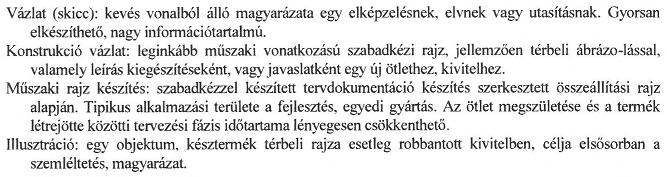 Vázlat (skicc): kevés vonalból álló magyarázata egy elképzelésnek, elvnek vagy utasításnak. Gyorsan
elkészíthető, nagy információtartalmú.
Konstrukció vázlat: leginkább műszaki vonatkozású szabadkézi rajz, jellemzően térbeli ábrázo-lással,
valamely leírás kiegészítéseként, vagy javaslatként egy új ötlethez, kivitelhez.
Műszaki rajz készítés: szabadkézzel készített tervdokumentáció készítés szerkesztett összeállítási rajz
alapján. Tipikus alkalmazási területe a fejlesztés, egyedi gyártás. Az ötlet megszületése és a termék
létrejötte közötti tervezési fázis időtartama lényegesen csökkenthető.
Illusztráció: egy objektum, késztermék térbeli rajza esetleg robbantott kivitelben, célja elsősorban a
szemléltetés, magyarázat.